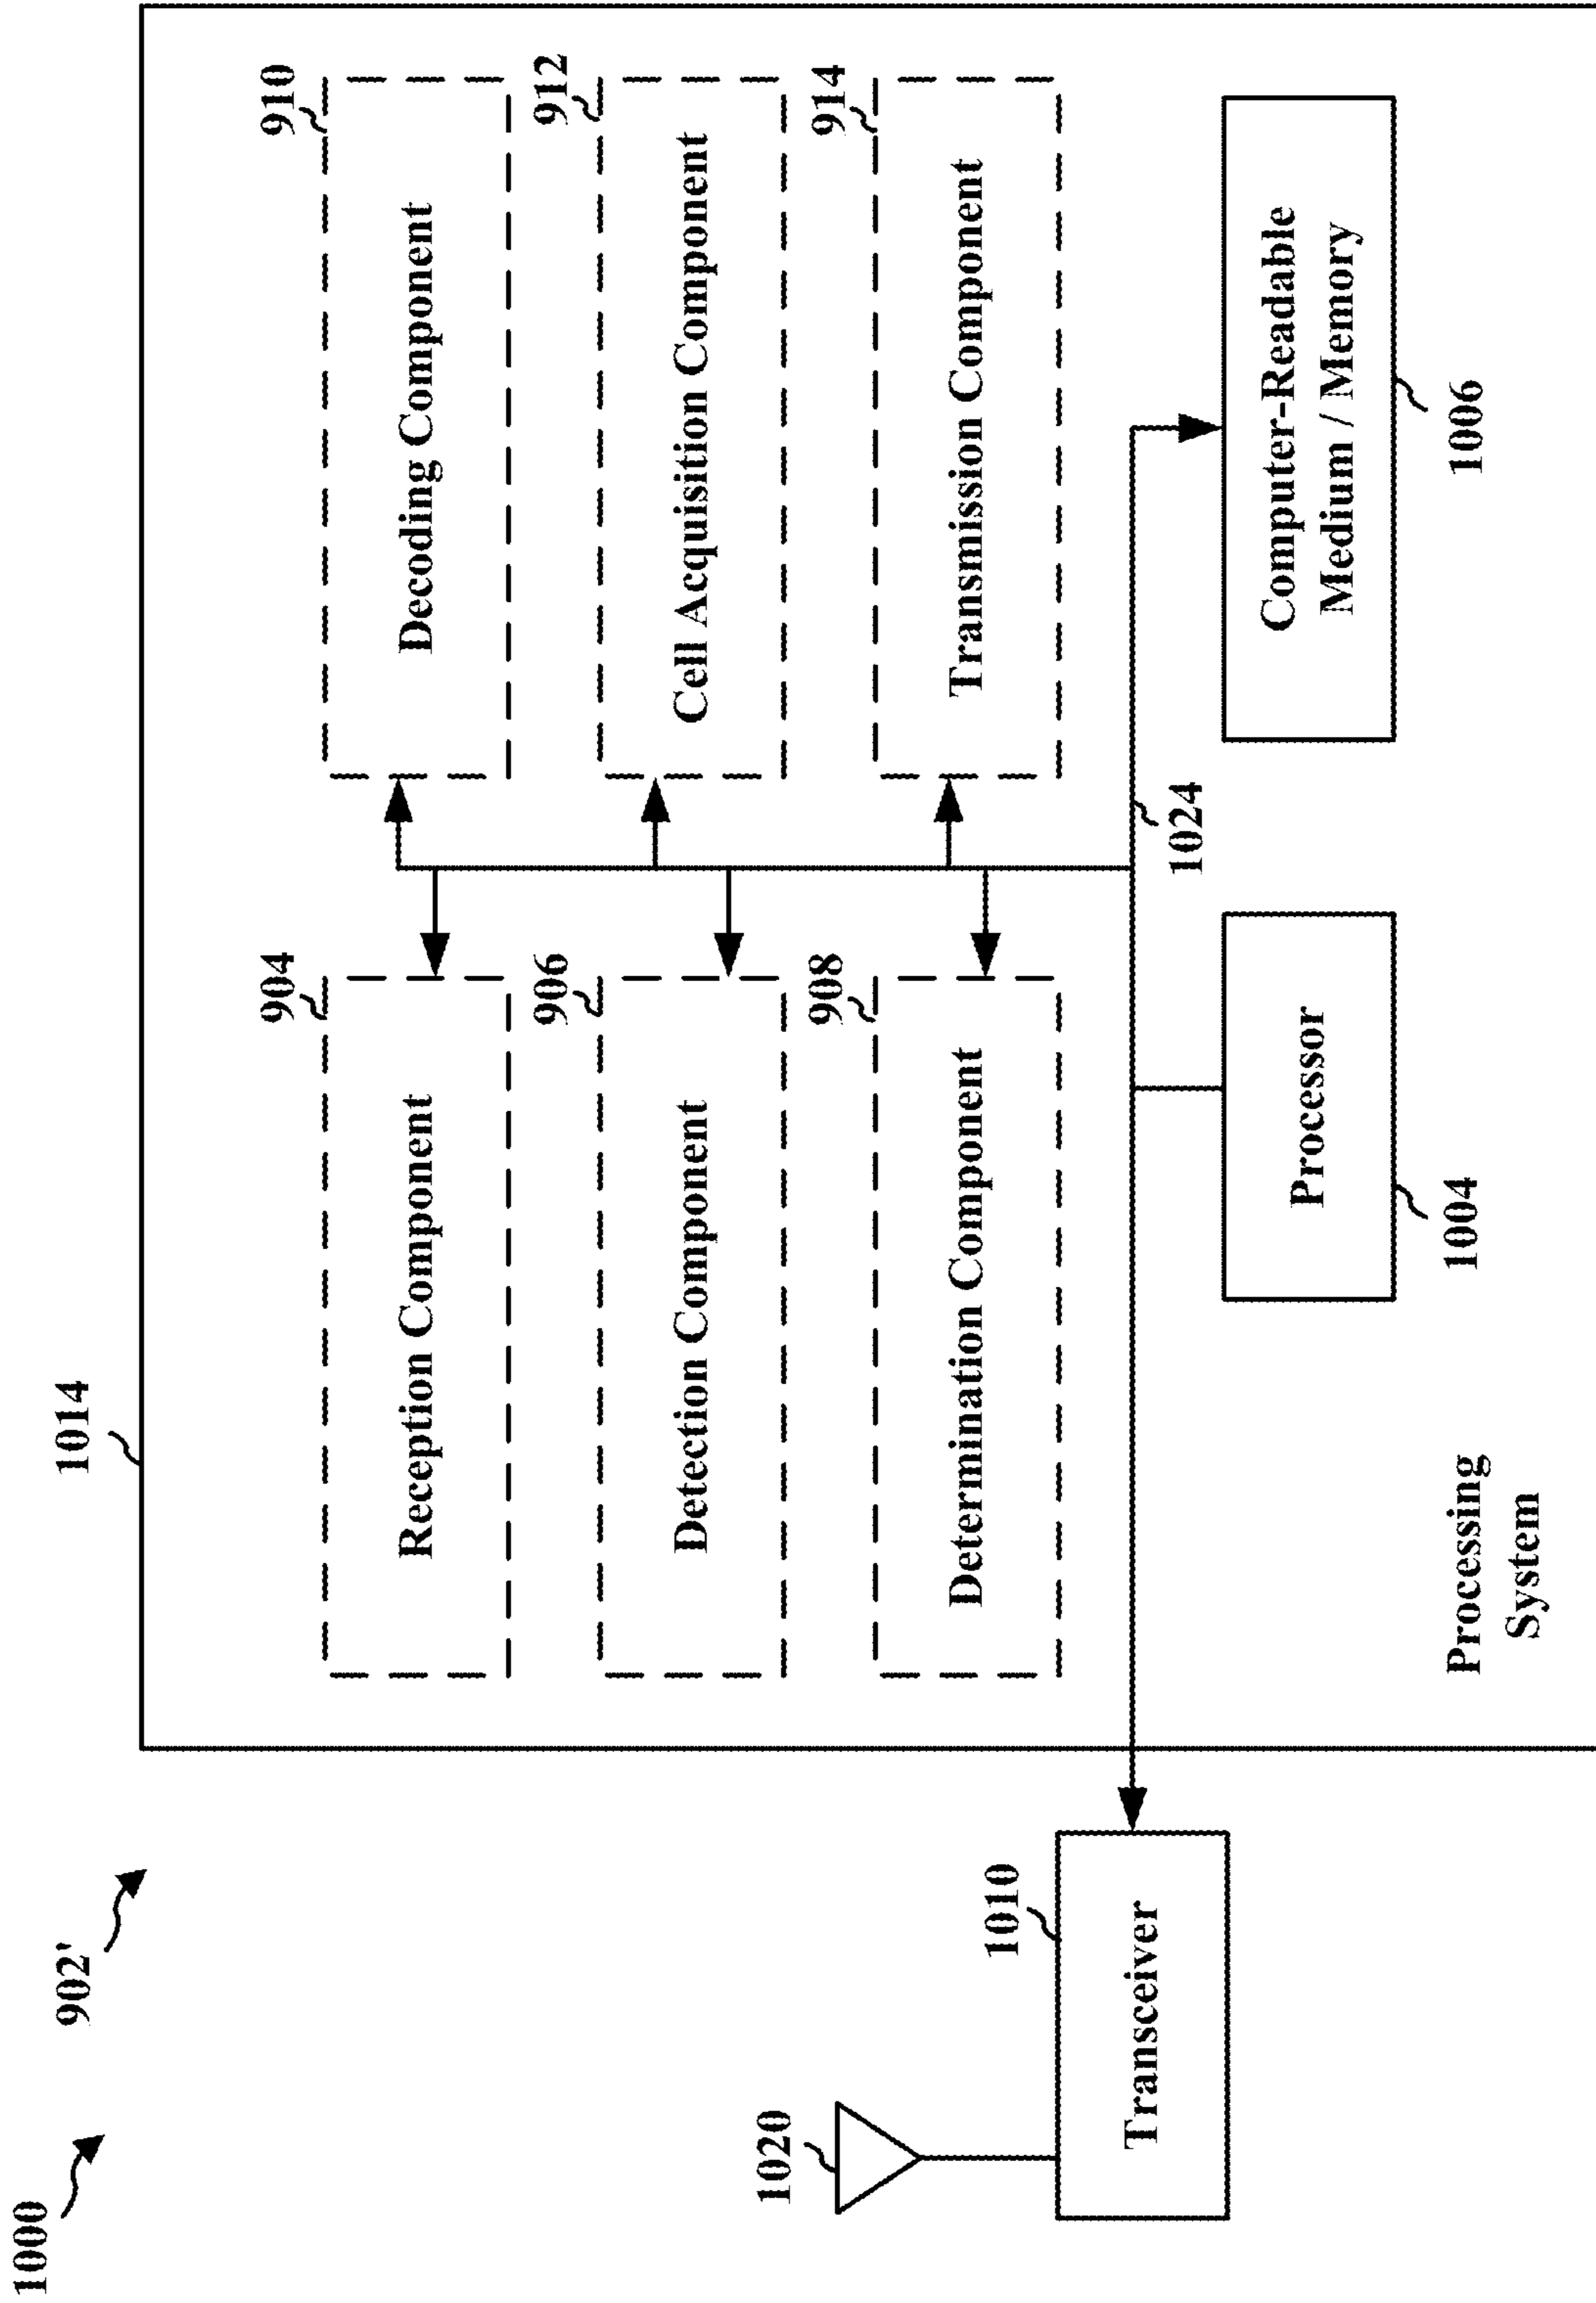 1000
902'
1014
904
Reception Component
910
Decoding Component
906
Detection Component
912
Cell Acquisition Component
908
Determination Component
914
Transmission Component
1020
1010
Transceiver
1024
Processor
1004
Computer-Readable
Medium / Memory
1006
Processing
System